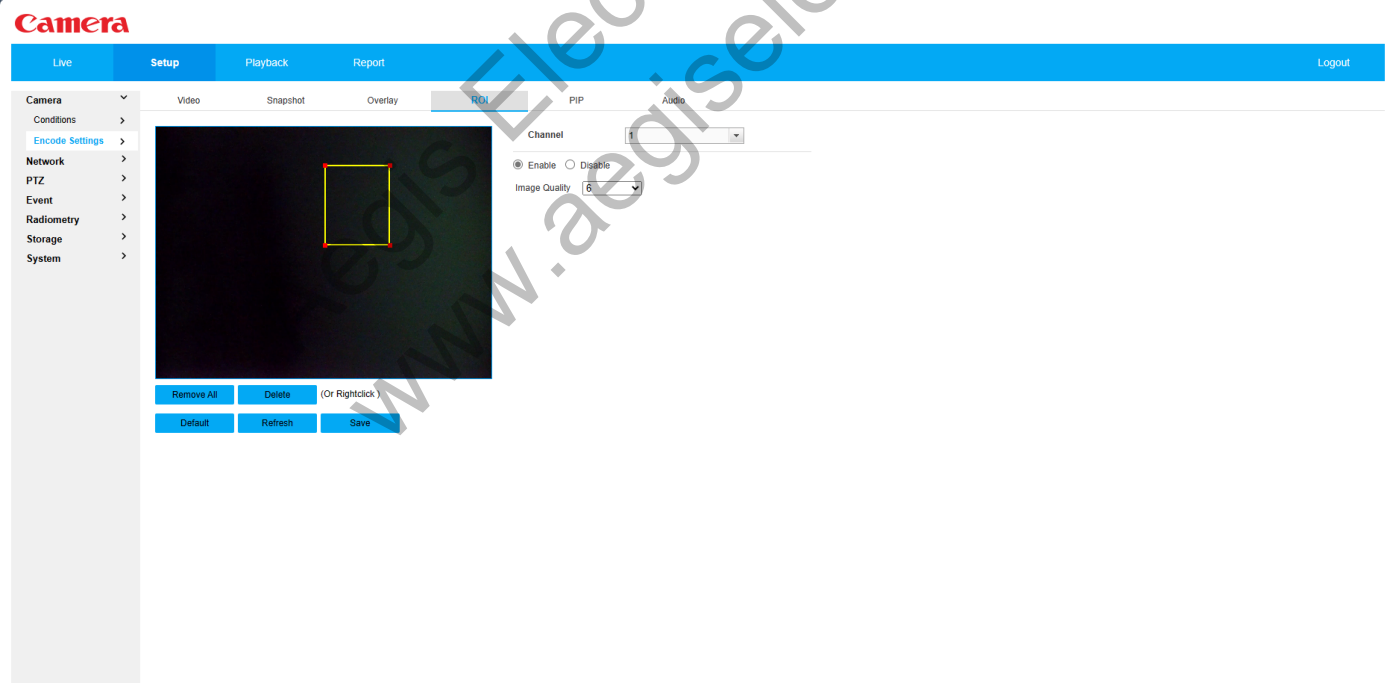 Camera
Live Setup Playback Report Logout
Camera
Conditions
Encode Settings
Network
PTZ
Event
Radiometry
Storage
System
Video Snapshot Overlay ROI PIP Audio
Channel 1
Enable Disable
Image Quality 6
Remove All Delete (Or Rightclick )
Default Refresh Save
Aegis Elec
www.aegisele